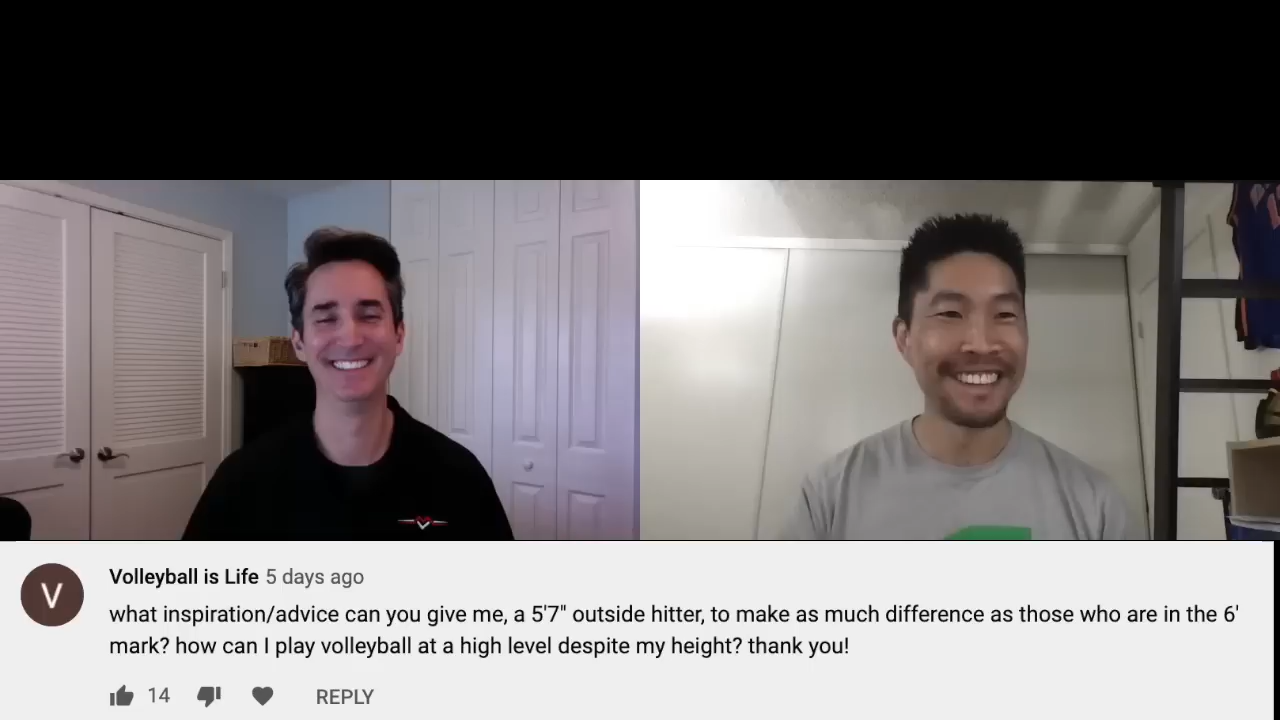 V
Volleyball is Life 5 days ago
what inspiration/advice can you give me, a 5'7" outside hitter, to make as much difference as those who are in the 6'
mark? how can I play volleyball at a high level despite my height? thank you!
14
REPLY